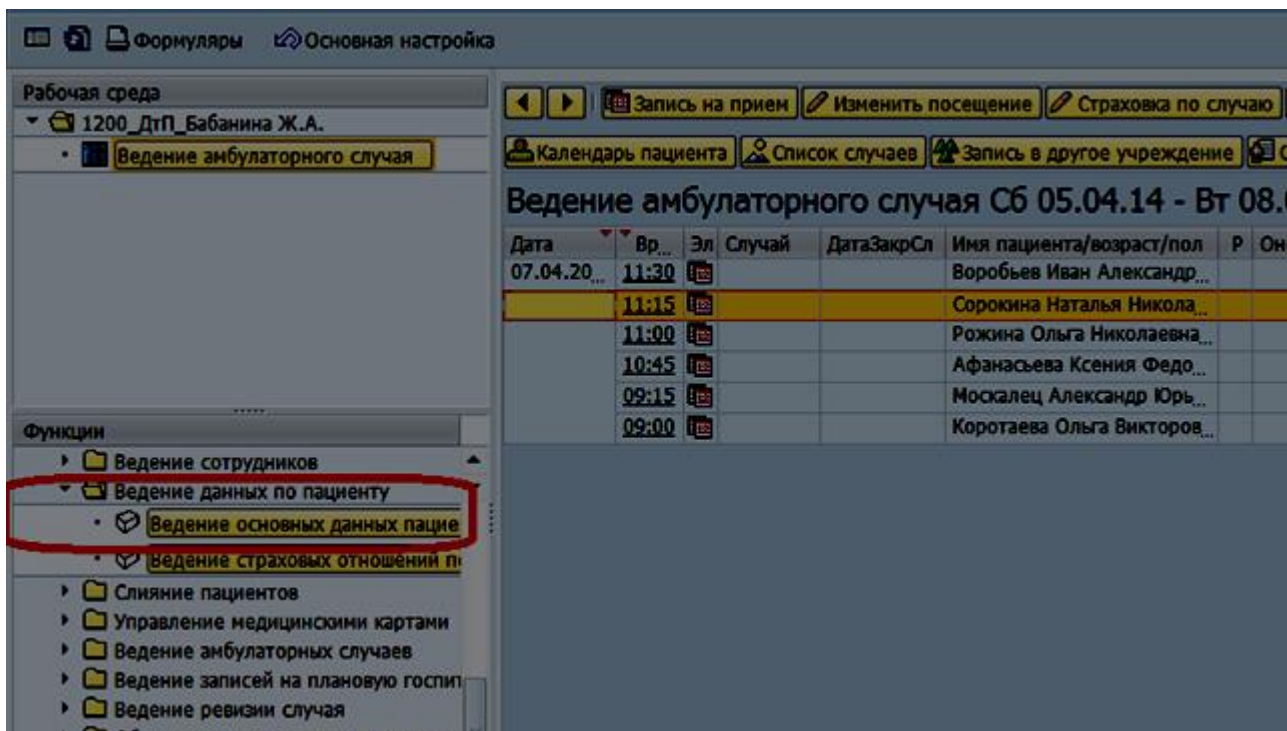 Формуляры Основная настройка
Рабочая среда
1200_ДтП_Бабанина Ж.А.
Ведение амбулаторного случая
Запись на прием Изменить посещение Страховка по случаю
Календарь пациента Список случаев Запись в другое учреждение
Ведение амбулаторного случая Сб 05.04.14 - Вт 08.
Дата Вр... Эл Случай ДатаЗакрСл Имя пациента/возраст/пол Р Он
07.04.20... 11:30 Воробьев Иван Александр...
11:15 Сорокина Наталья Никола...
11:00 Рожина Ольга Николаевна...
10:45 Афанасьева Ксения Федо...
09:15 Москалец Александр Юрь...
09:00 Коротаева Ольга Викторов...
Функции
Ведение сотрудников
Ведение данных по пациенту
Ведение основных данных пацие
Ведение страховых отношений п
Слияние пациентов
Управление медицинскими картами
Ведение амбулаторных случаев
Ведение записей на плановую госпит
Ведение ревизии случая